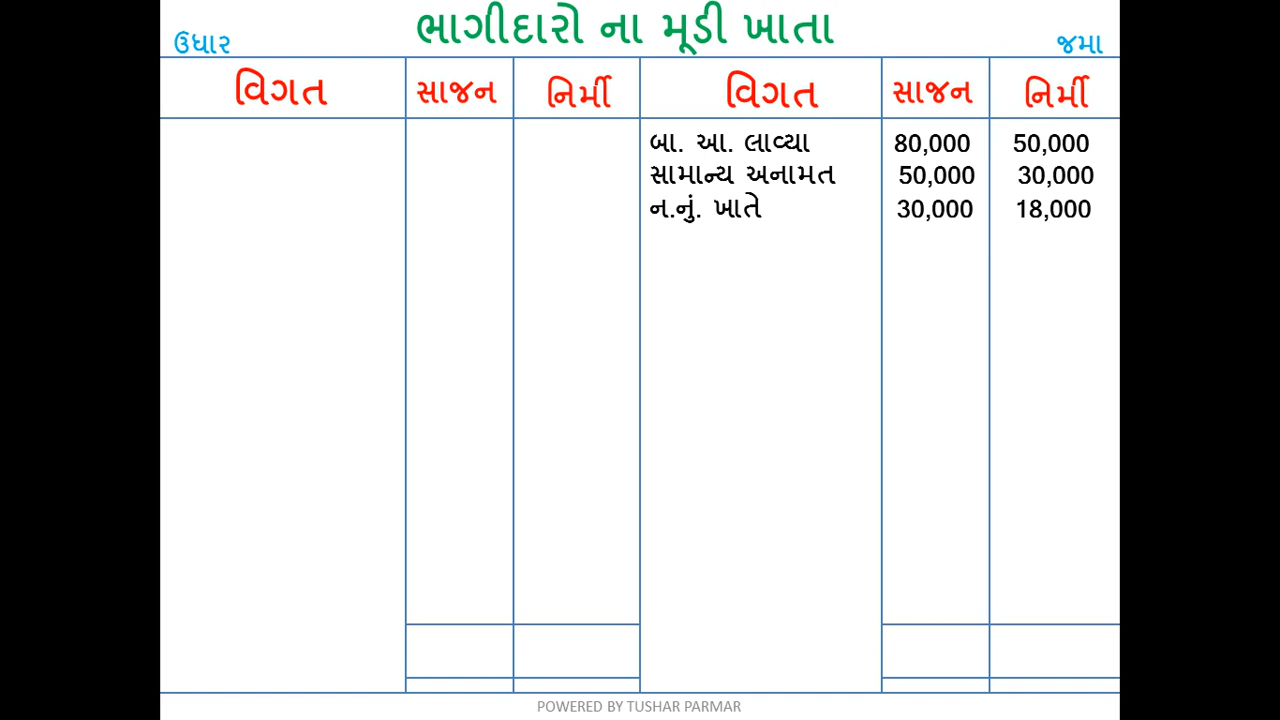 ભાગીદારો ના મૂડી ખાતા
ઉધાર જમા
વિગત સાજન નિર્મી વિગત સાજન નિર્મી
બા. આ. લાવ્યા 80,000 50,000
સામાન્ય અનામત 50,000 30,000
ન.નું. ખાતે 30,000 18,000
POWERED BY TUSHAR PARMAR